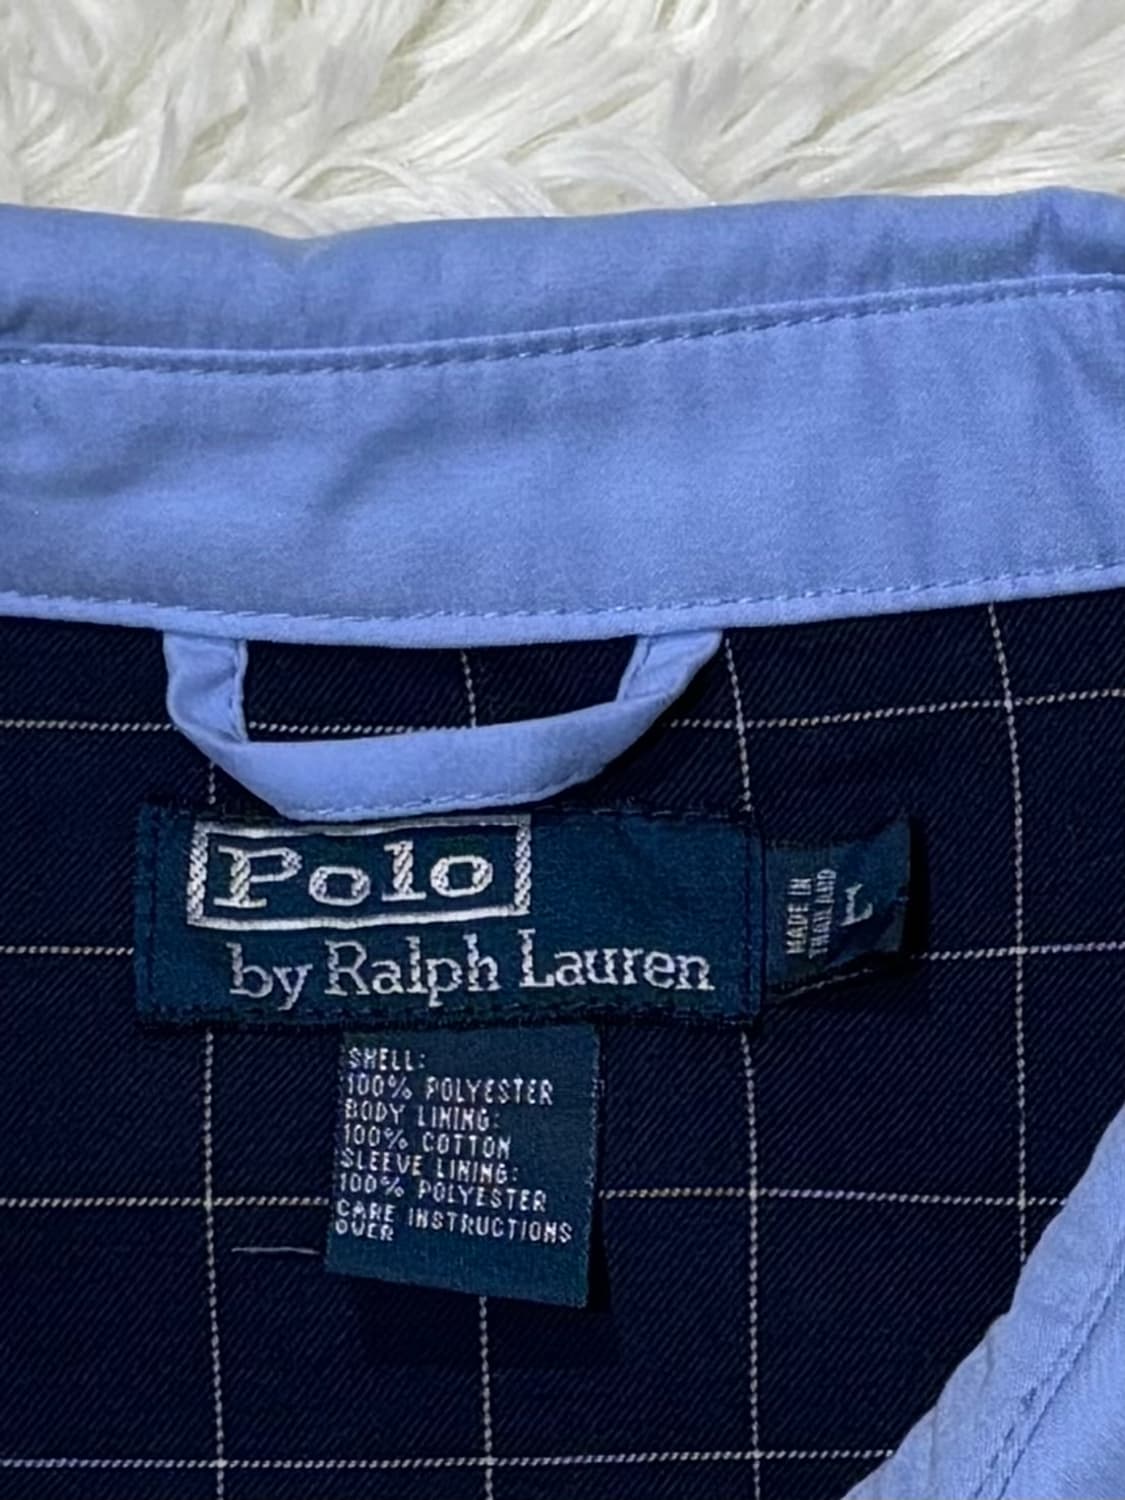 Polo
by Ralph Lauren
MADE IN
THAILAND
L
SHELL:
100% POLYESTER
BODY LINING:
100% COTTON
SLEEVE LINING:
100% POLYESTER
CARE INSTRUCTIONS
OVER